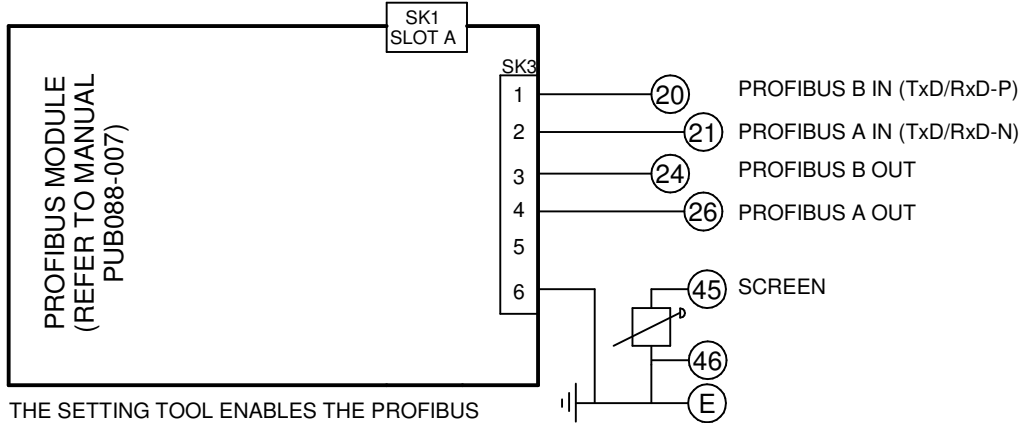 SK1
SLOT A
PROFIBUS MODULE
(REFER TO MANUAL
PUB088-007)
SK3
1
20
PROFIBUS B IN (TxD/RxD-P)
2
21
PROFIBUS A IN (TxD/RxD-N)
3
24
PROFIBUS B OUT
4
26
PROFIBUS A OUT
5
6
45
SCREEN
46
E
THE SETTING TOOL ENABLES THE PROFIBUS